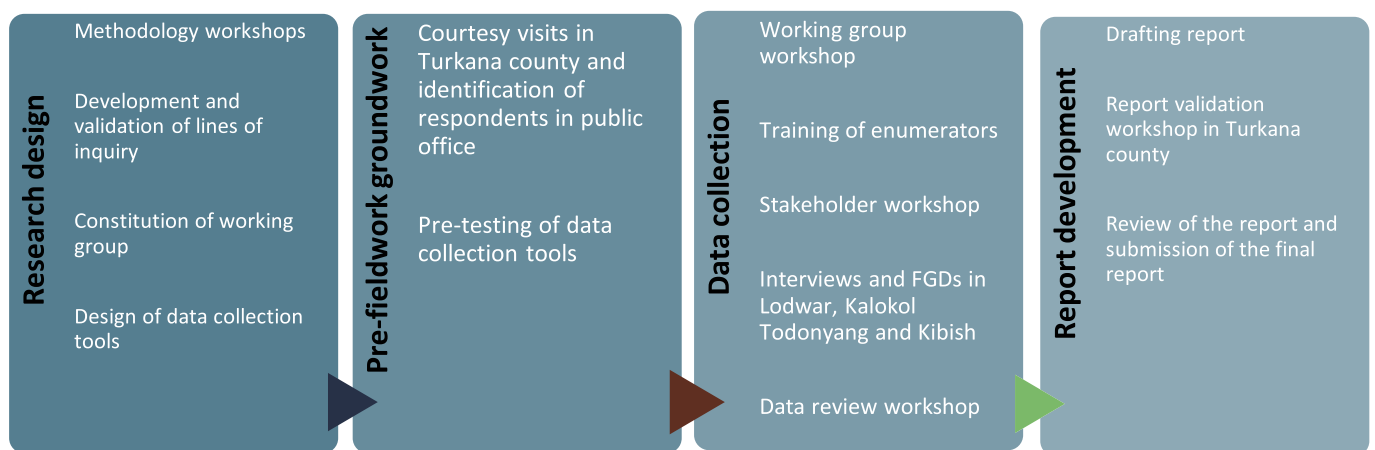 Research design
Methodology workshops
Development and
validation of lines of
inquiry
Constitution of working
group
Design of data collection
tools
Pre-fieldwork groundwork
Courtesy visits in
Turkana county and
identification of
respondents in public
office
Pre-testing of data
collection tools
Data collection
Working group
workshop
Training of enumerators
Stakeholder workshop
Interviews and FGDs in
Lodwar, Kalokol
Todonyang and Kibish
Data review workshop
Report development
Drafting report
Report validation
workshop in Turkana
county
Review of the report and
submission of the final
report